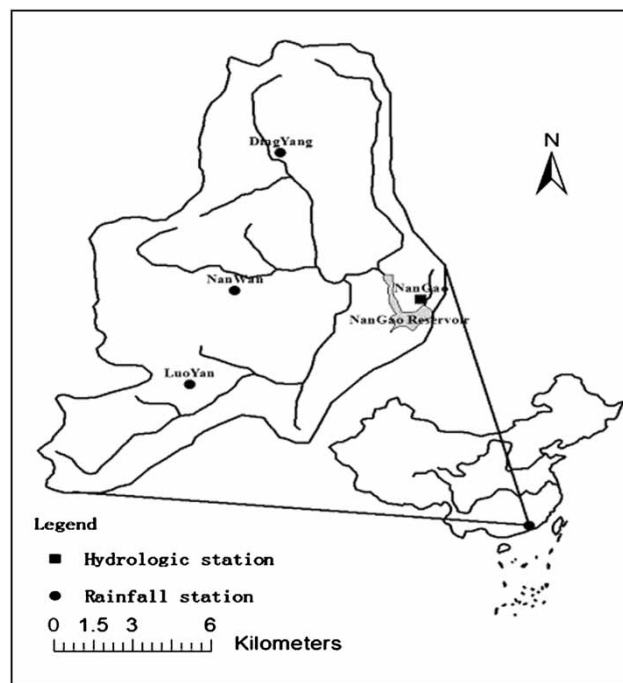 DingYang
N
NanWan
NanGao
NanGao Reservoir
LuoYan
Legend
Hydrologic station
Rainfall station
0 1.5 3 6
Kilometers